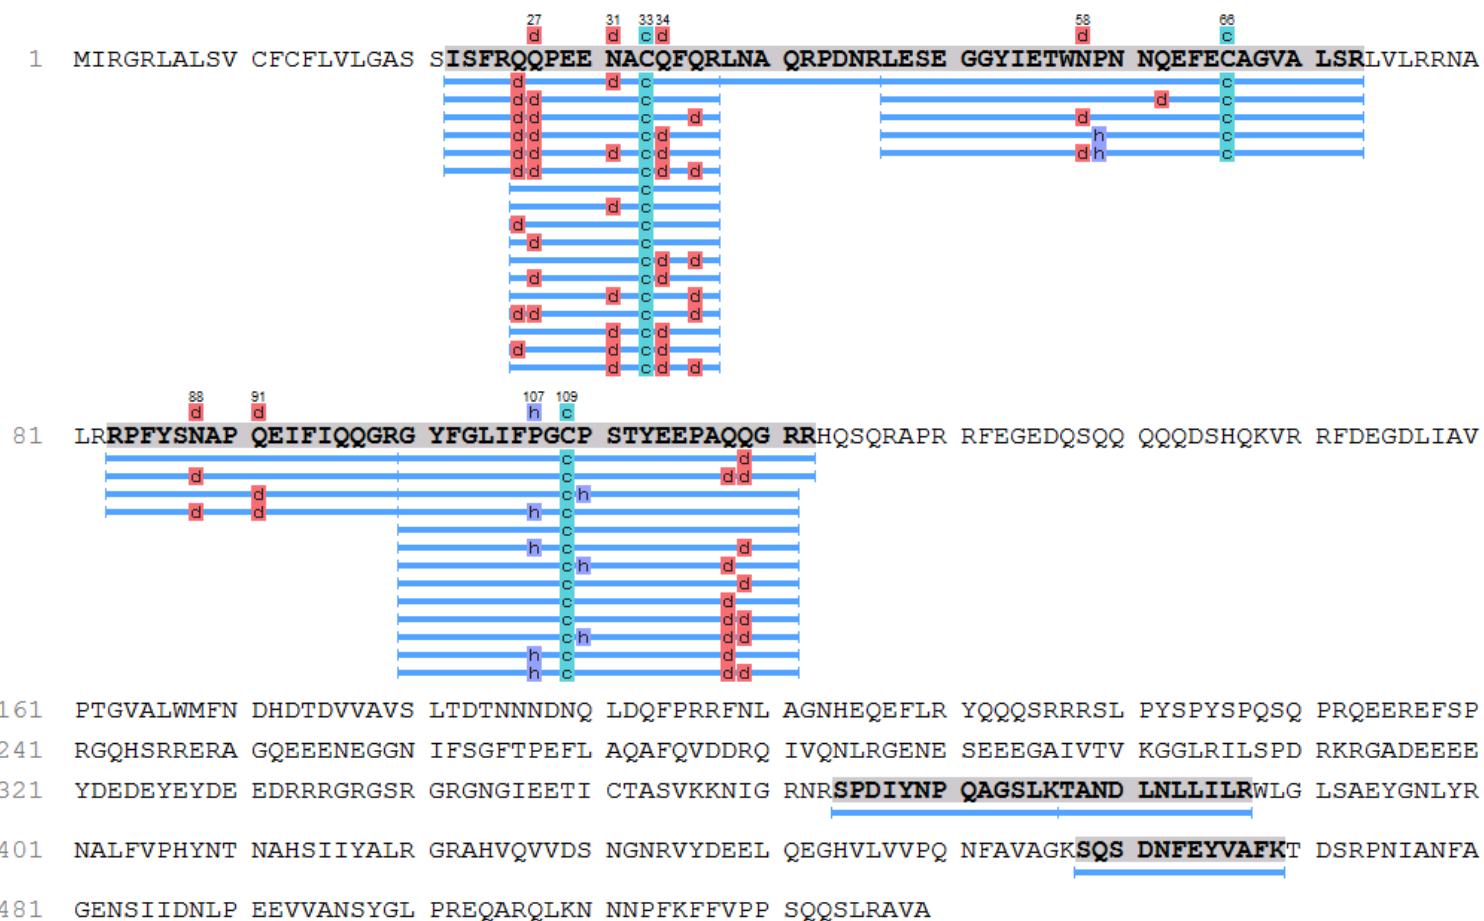 27 31 33 34 58 66
d d c d d c
1 MIRGRLALSV CFCFLVLGAS SISFRQQPEE NACQFQRLNA QRPDNRLESE GGYIETWNPN NQEFECAGVA LSRLVLRRNA
d d c c
d d c d c
d d c d d c
d d c d h c
d d d c d d h c
d d c d d
c
d c
d c
d c
c d d
d c d
d c d
d d c d
d c d
d d c d
d c d d
88 91 107 109
d d h c
81 LRRPFYSNAP QEIFIQQGRG YFGLIFPGCP STYEEPAQQG RRHQSQRAPR RFEGEDQSQQ QQQDSHQKVR RFDEGDLIAV
c d
d c d d
d c h
d d h c
c
h c d
c h d
c d
c d
c d d
c h d d
h c d
h c d d
161 PTGVALWMFN DHDTDVVAVS LTDTNNNDNQ LDQFPRRFNL AGNHEQEFLR YQQQSRRRSL PYSPYSPQSQ PRQEEREFSP
241 RGQHSRRERA GQEEENEGGN IFSGFTPEFL AQAFQVDDRQ IVQNLRGENE SEEEGAIVTV KGGLRILSPD RKRGADEEEE
321 YDEDEYEYDE EDRRRGRGSR GRGNGIEETI CTASVKKNIG RNRSPDIYNP QAGSLKTAND LNLLILRWLG LSAEYGNLYR
401 NALFVPHYNT NAHSIIYALR GRAHVQVVDS NGNRVYDEEL QEGHVLVVPQ NFAVAGKSQS DNFEYVAFKT DSRPNIANFA
481 GENSIIDNLP EEVVANSYGL PREQARQLKN NNPFKFFVPP SQQSLRAVA